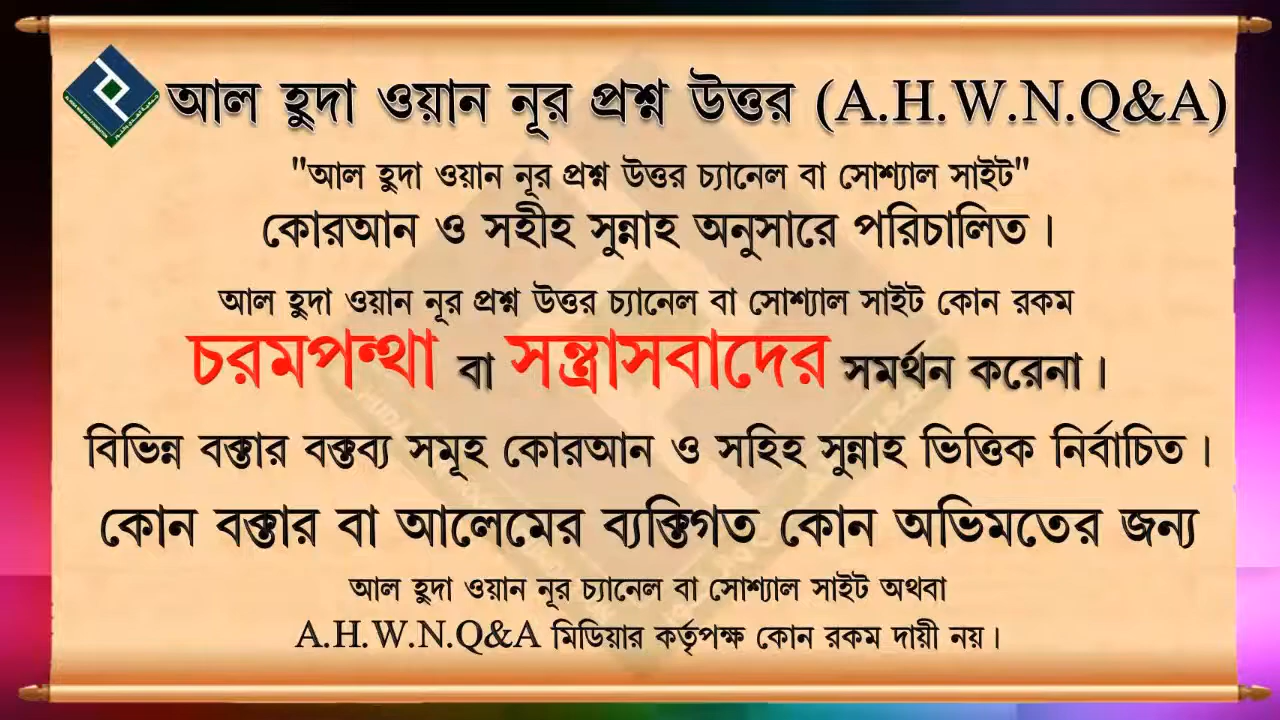 আল হুদা ওয়ান নূর প্রশ্ন উত্তর (A.H.W.N.Q&A)
"আল হুদা ওয়ান নূর প্রশ্ন উত্তর চ্যানেল বা সোশ্যাল সাইট"
কোরআন ও সহীহ সুন্নাহ অনুসারে পরিচালিত।
আল হুদা ওয়ান নূর প্রশ্ন উত্তর চ্যানেল বা সোশ্যাল সাইট কোন রকম
চরমপন্থা বা সন্ত্রাসবাদের সমর্থন করেনা।
বিভিন্ন বক্তার বক্তব্য সমূহ কোরআন ও সহিহ সুন্নাহ ভিত্তিক নির্বাচিত।
কোন বক্তার বা আলেমের ব্যক্তিগত কোন অভিমতের জন্য
আল হুদা ওয়ান নূর চ্যানেল বা সোশ্যাল সাইট অথবা
A.H.W.N.Q&A মিডিয়ার কর্তৃপক্ষ কোন রকম দায়ী নয়।